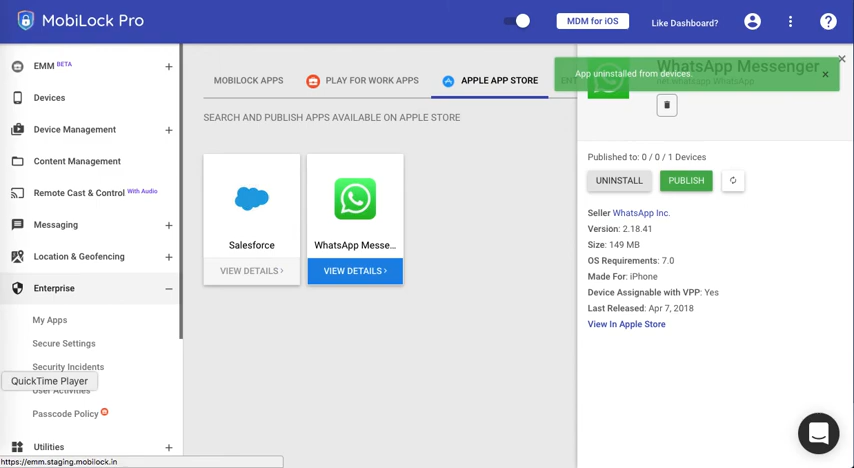 MobiLock Pro
MDM for iOS
Like Dashboard?
EMM BETA
Devices
Device Management
Content Management
Remote Cast & Control With Audio
Messaging
Location & Geofencing
Enterprise
My Apps
Secure Settings
Security Incidents
QuickTime Player
User Activities
Passcode Policy
Utilities
https://emm.staging.mobilock.in
MOBILOCK APPS
PLAY FOR WORK APPS
APPLE APP STORE
SEARCH AND PUBLISH APPS AVAILABLE ON APPLE STORE
Salesforce
VIEW DETAILS ›
WhatsApp Messe...
VIEW DETAILS ›
WhatsApp Messenger
App uninstalled from devices.
Published to: 0 / 0 / 1 Devices
UNINSTALL
PUBLISH
Seller WhatsApp Inc.
Version: 2.18.41
Size: 149 MB
OS Requirements: 7.0
Made For: iPhone
Device Assignable with VPP: Yes
Last Released: Apr 7, 2018
View In Apple Store